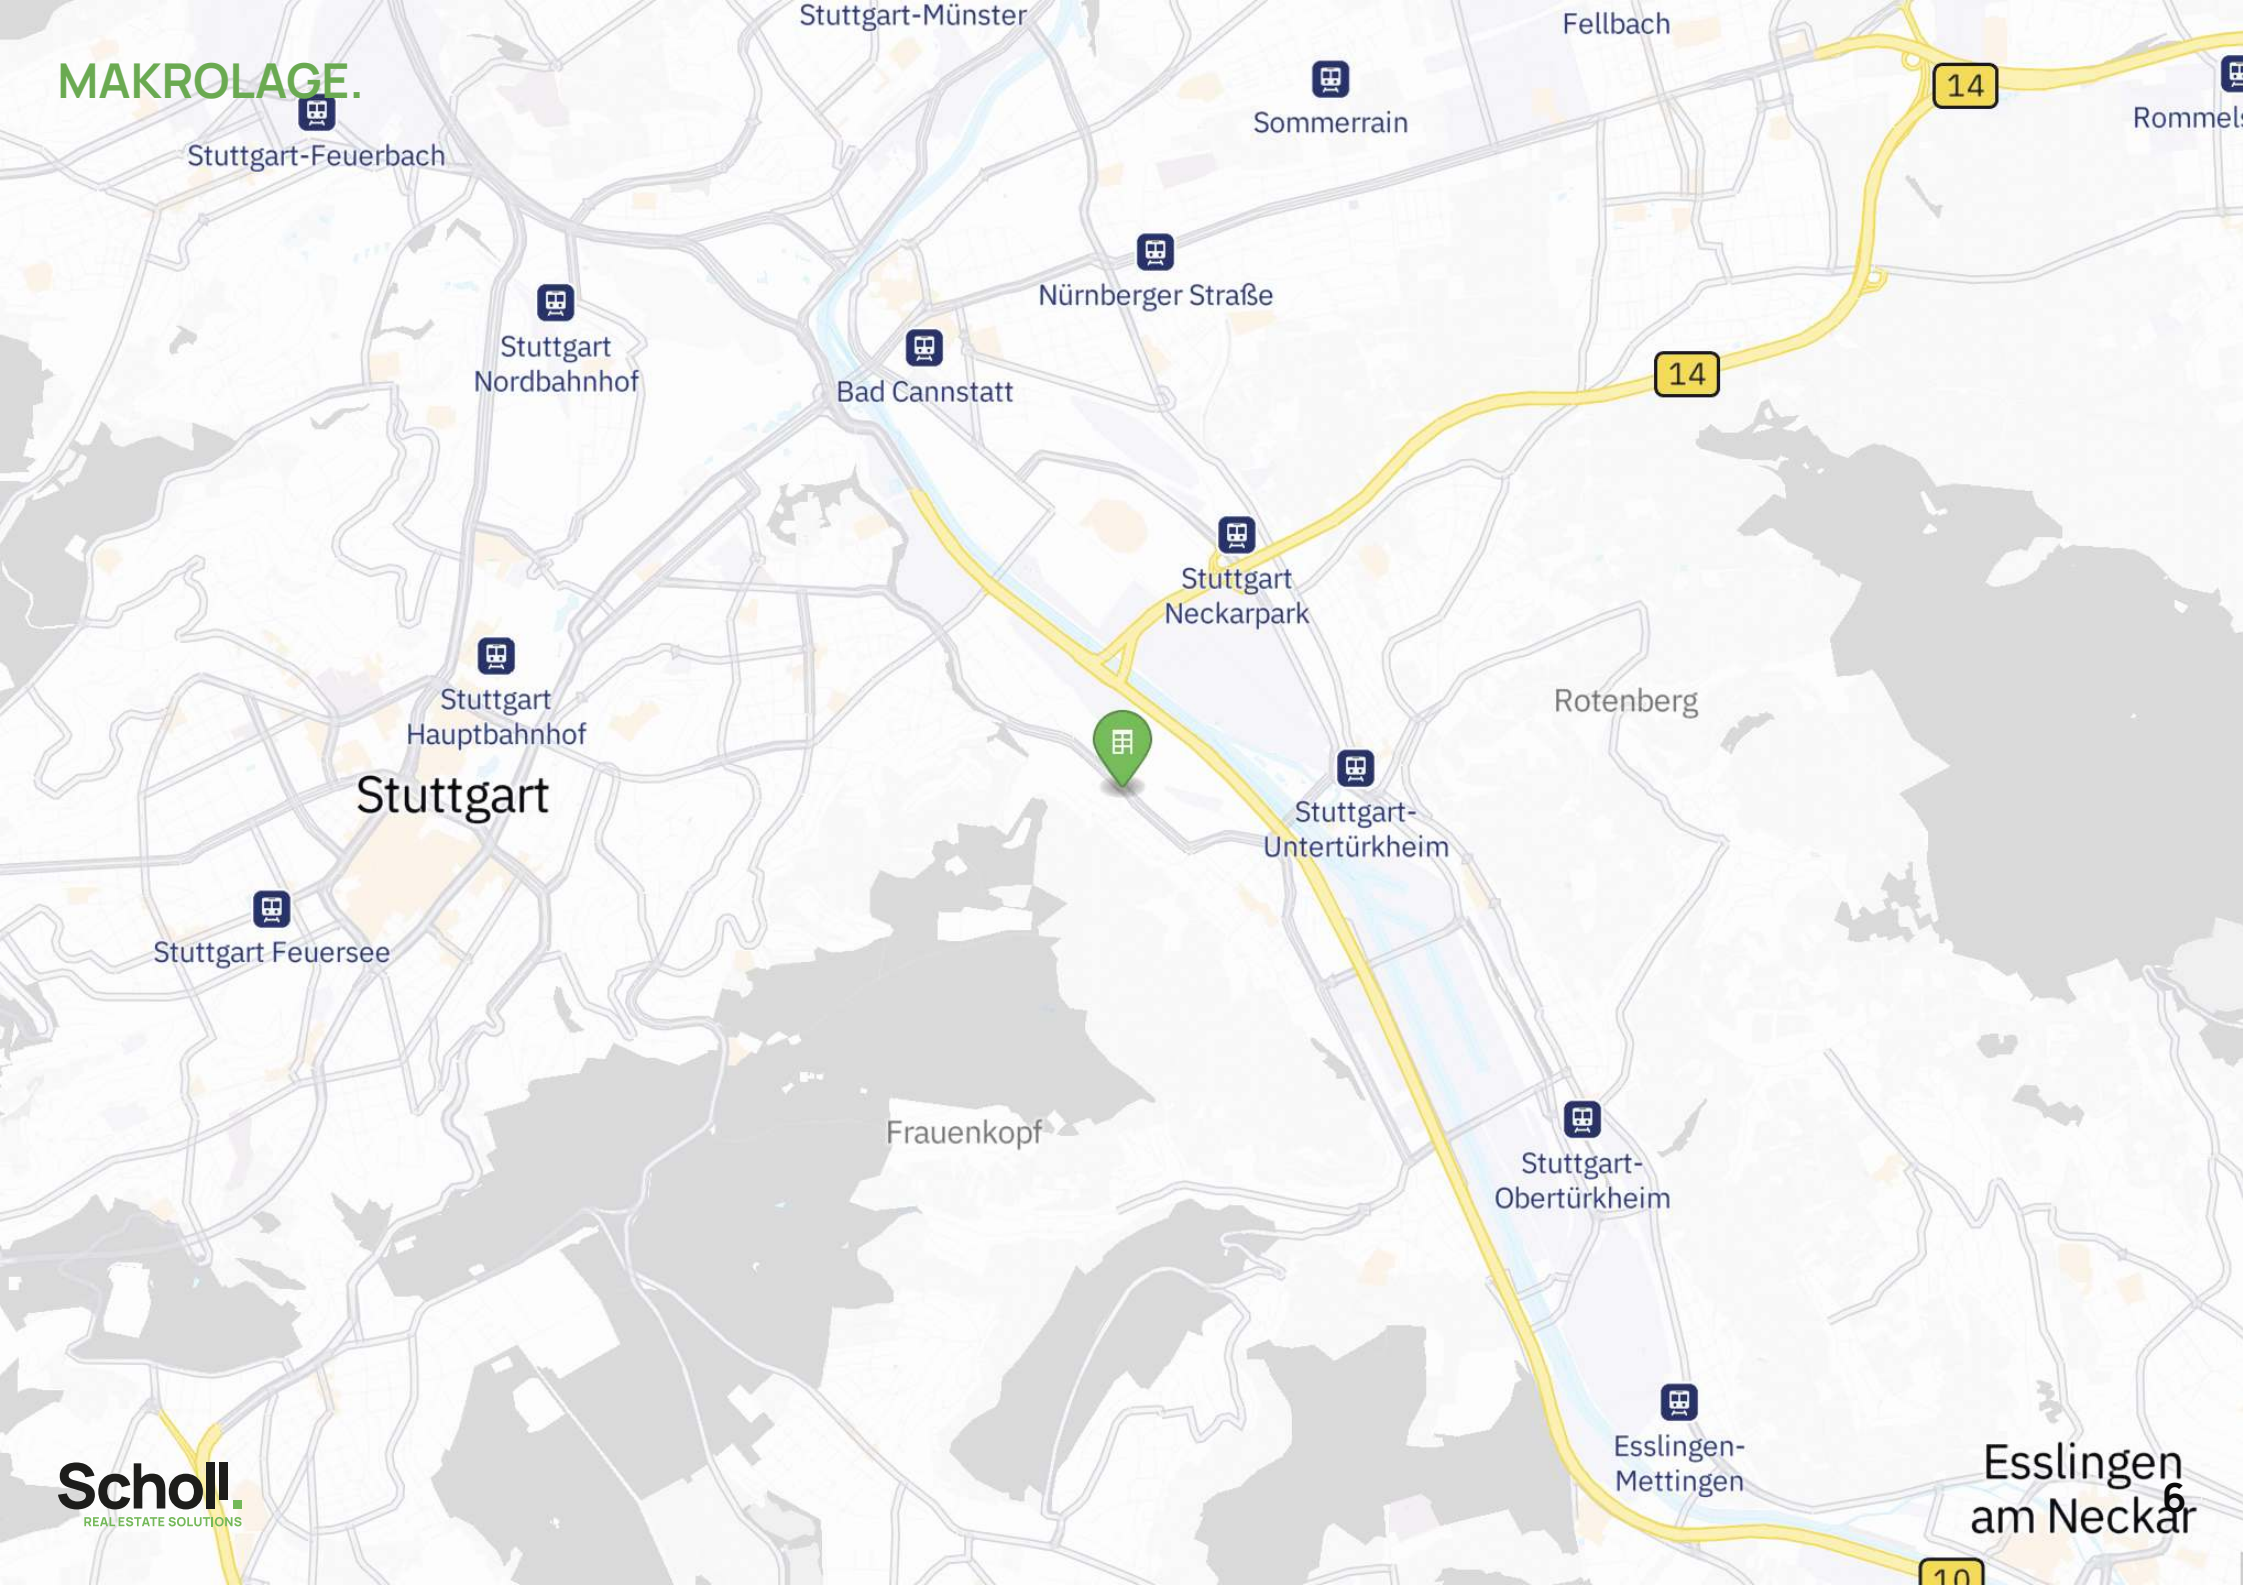 Stuttgart-Münster
Fellbach
MAKROLAGE.
14
Sommerrain
Stuttgart-Feuerbach
Nürnberger Straße
Stuttgart
Nordbahnhof
Bad Cannstatt
14
Stuttgart
Neckarpark
Stuttgart
Hauptbahnhof
Rotenberg
Stuttgart
Stuttgart-
Untertürkheim
Stuttgart Feuersee
Frauenkopf
Stuttgart-
Obertürkheim
Esslingen-
Mettingen
Esslingen
am Neckar
6
Scholl.
REAL ESTATE SOLUTIONS
10